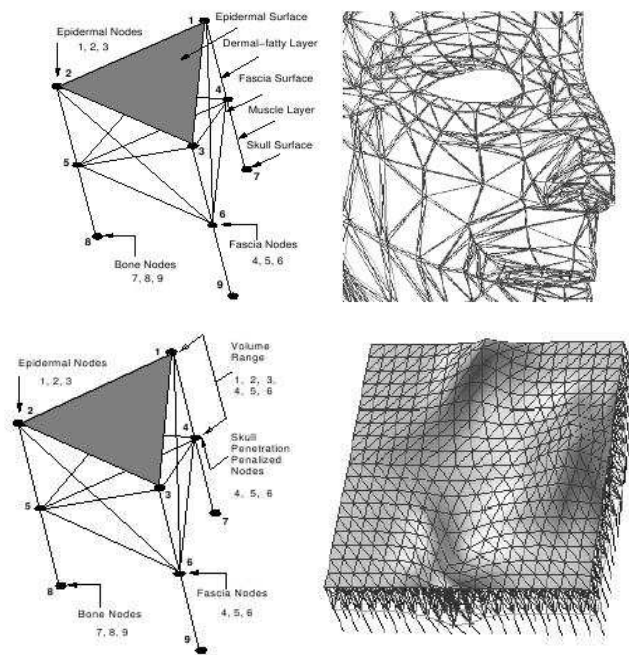 1
Epidermal Surface
Epidermal Nodes
1, 2, 3
Dermal-fatty Layer
2
Fascia Surface
4
Muscle Layer
3
Skull Surface
5
7
6
8
Bone Nodes
7, 8, 9
Fascia Nodes
4, 5, 6
9
1
Volume
Range
Epidermal Nodes
1, 2, 3
1, 2, 3,
4, 5, 6
2
4
Skull
Penetration
Penalized
Nodes
3
4, 5, 6
5
7
6
8
Bone Nodes
7, 8, 9
Fascia Nodes
4, 5, 6
9